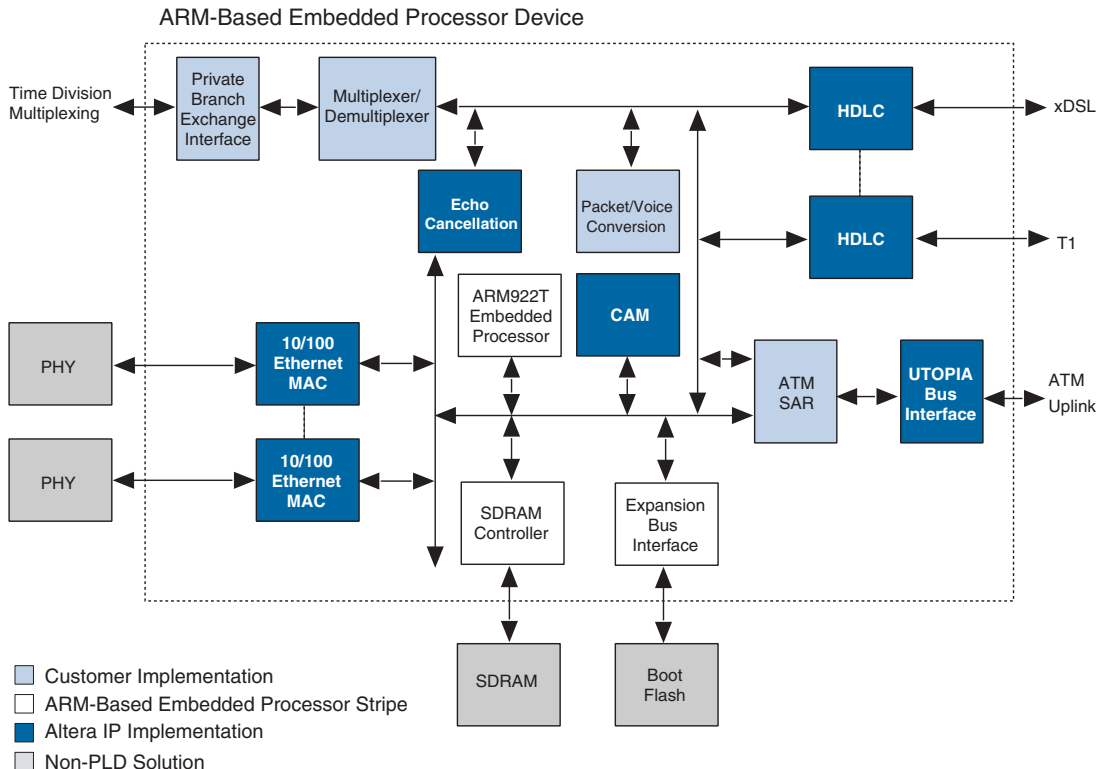 ARM-Based Embedded Processor Device
Time Division
Multiplexing
Private
Branch
Exchange
Interface
Multiplexer/
Demultiplexer
HDLC
xDSL
Echo
Cancellation
Packet/Voice
Conversion
HDLC
T1
ARM922T
Embedded
Processor
CAM
PHY
10/100
Ethernet
MAC
ATM
SAR
UTOPIA
Bus
Interface
ATM
Uplink
PHY
10/100
Ethernet
MAC
SDRAM
Controller
Expansion
Bus
Interface
SDRAM
Boot
Flash
Customer Implementation
ARM-Based Embedded Processor Stripe
Altera IP Implementation
Non-PLD Solution